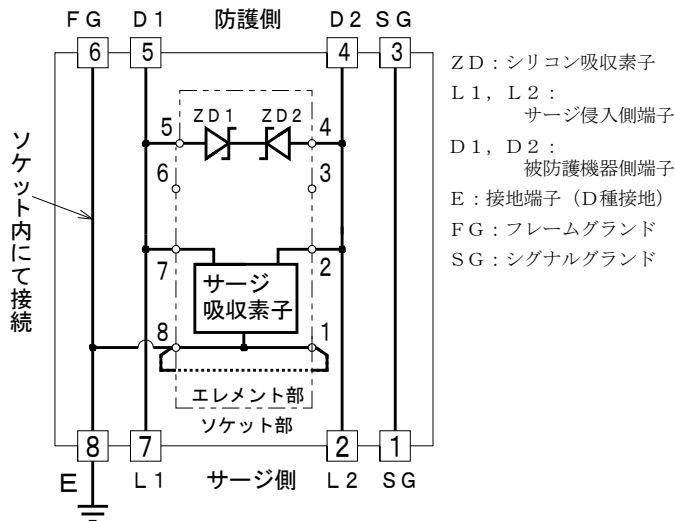 FG D1 防護側 D2 SG
6 5 4 3
ZD1 ZD2
5 4
6 3
7 2
サージ
吸収素子
8 1
エレメント部
ソケット部
8 7 2 1
E L1 サージ側 L2 SG
ソケット内にて接続
ZD:シリコン吸収素子
L1, L2:
サージ侵入側端子
D1, D2:
被防護機器側端子
E:接地端子(D種接地)
FG:フレームグランド
SG:シグナルグランド